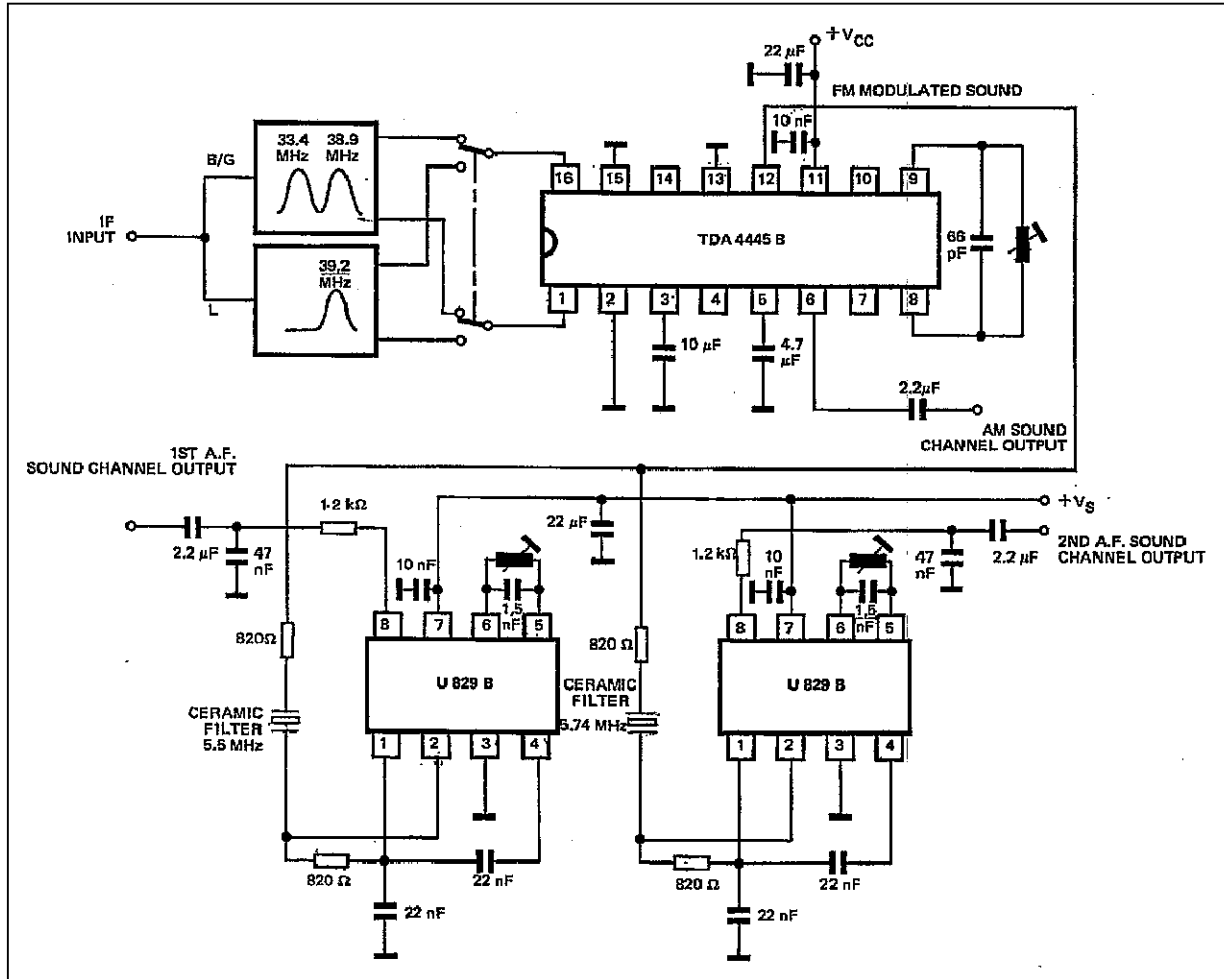 +VCC
22 μF
FM MODULATED SOUND
10 nF
33.4 MHz
38.9 MHz
B/G
16
15
14
13
12
11
10
9
IF INPUT
TDA 4445 B
66 pF
39.2 MHz
L
1
2
3
4
5
6
7
8
10 μF
4.7 μF
2.2μF
AM SOUND
CHANNEL OUTPUT
1ST A.F.
SOUND CHANNEL OUTPUT
1.2 kΩ
22 μF
+VS
2.2 μF
47 nF
10 nF
1.2 kΩ
10 nF
47 nF
2.2 μF
2ND A.F. SOUND
CHANNEL OUTPUT
1,5 nF
1,5 nF
8
7
6
5
8
7
6
5
820Ω
820 Ω
U 829 B
U 829 B
CERAMIC
FILTER
5.5 MHz
CERAMIC
FILTER
5.74 MHz
1
2
3
4
1
2
3
4
820 Ω
22 nF
820 Ω
22 nF
22 nF
22 nF